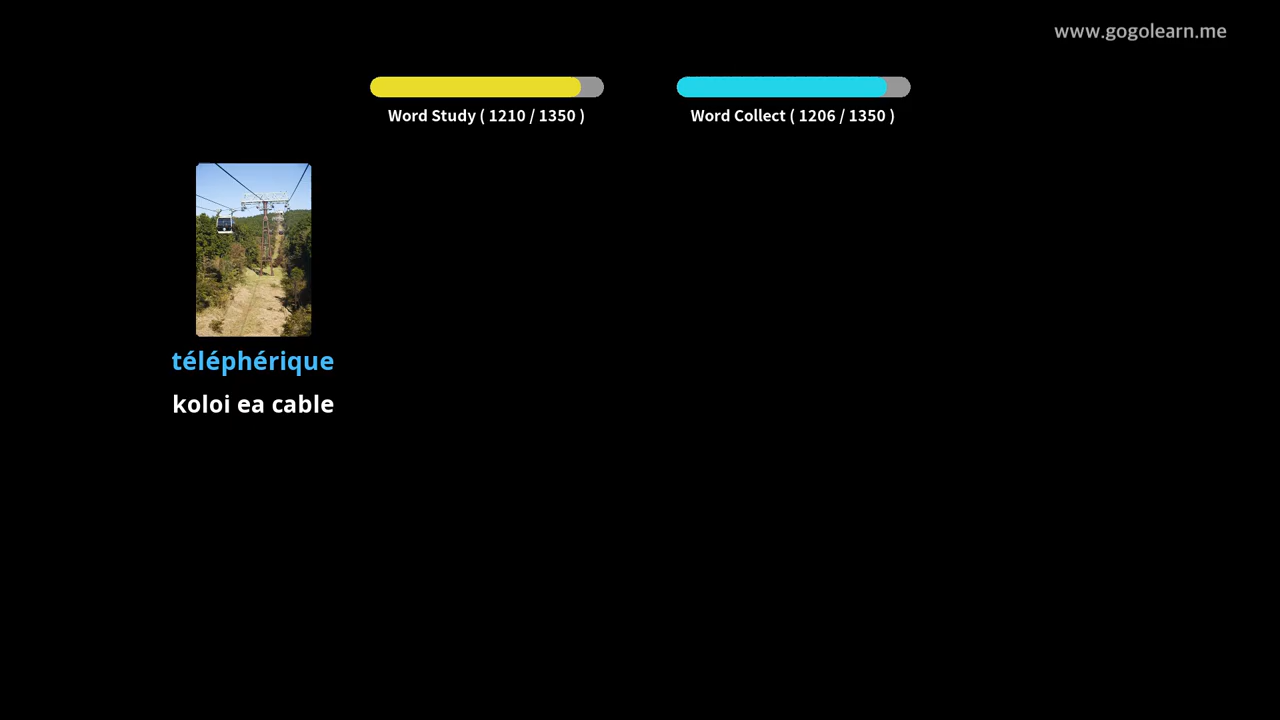 www.gogolearn.me
Word Study ( 1210 / 1350 )
Word Collect ( 1206 / 1350 )
téléphérique
koloi ea cable